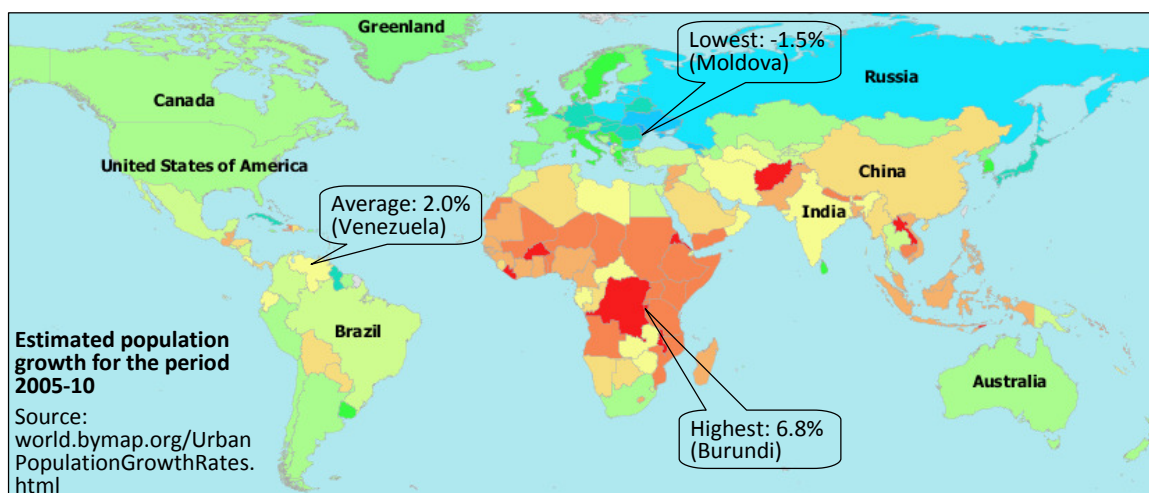 Greenland
Lowest: -1.5%
(Moldova)
Russia
Canada
United States of America
China
Average: 2.0%
(Venezuela)
India
Brazil
Estimated population
growth for the period
2005-10
Source:
world.bymap.org/Urban
PopulationGrowthRates.
html
Australia
Highest: 6.8%
(Burundi)